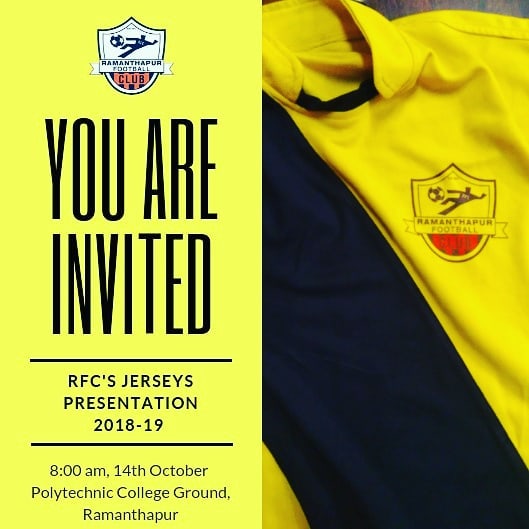 RAMANTHAPUR
FOOTBALL
CLUB
YOU ARE
INVITED
RFC'S JERSEYS
PRESENTATION
2018-19
8:00 am, 14th October
Polytechnic College Ground,
Ramanthapur
RAMANTHAPUR
FOOTBALL
CLUB